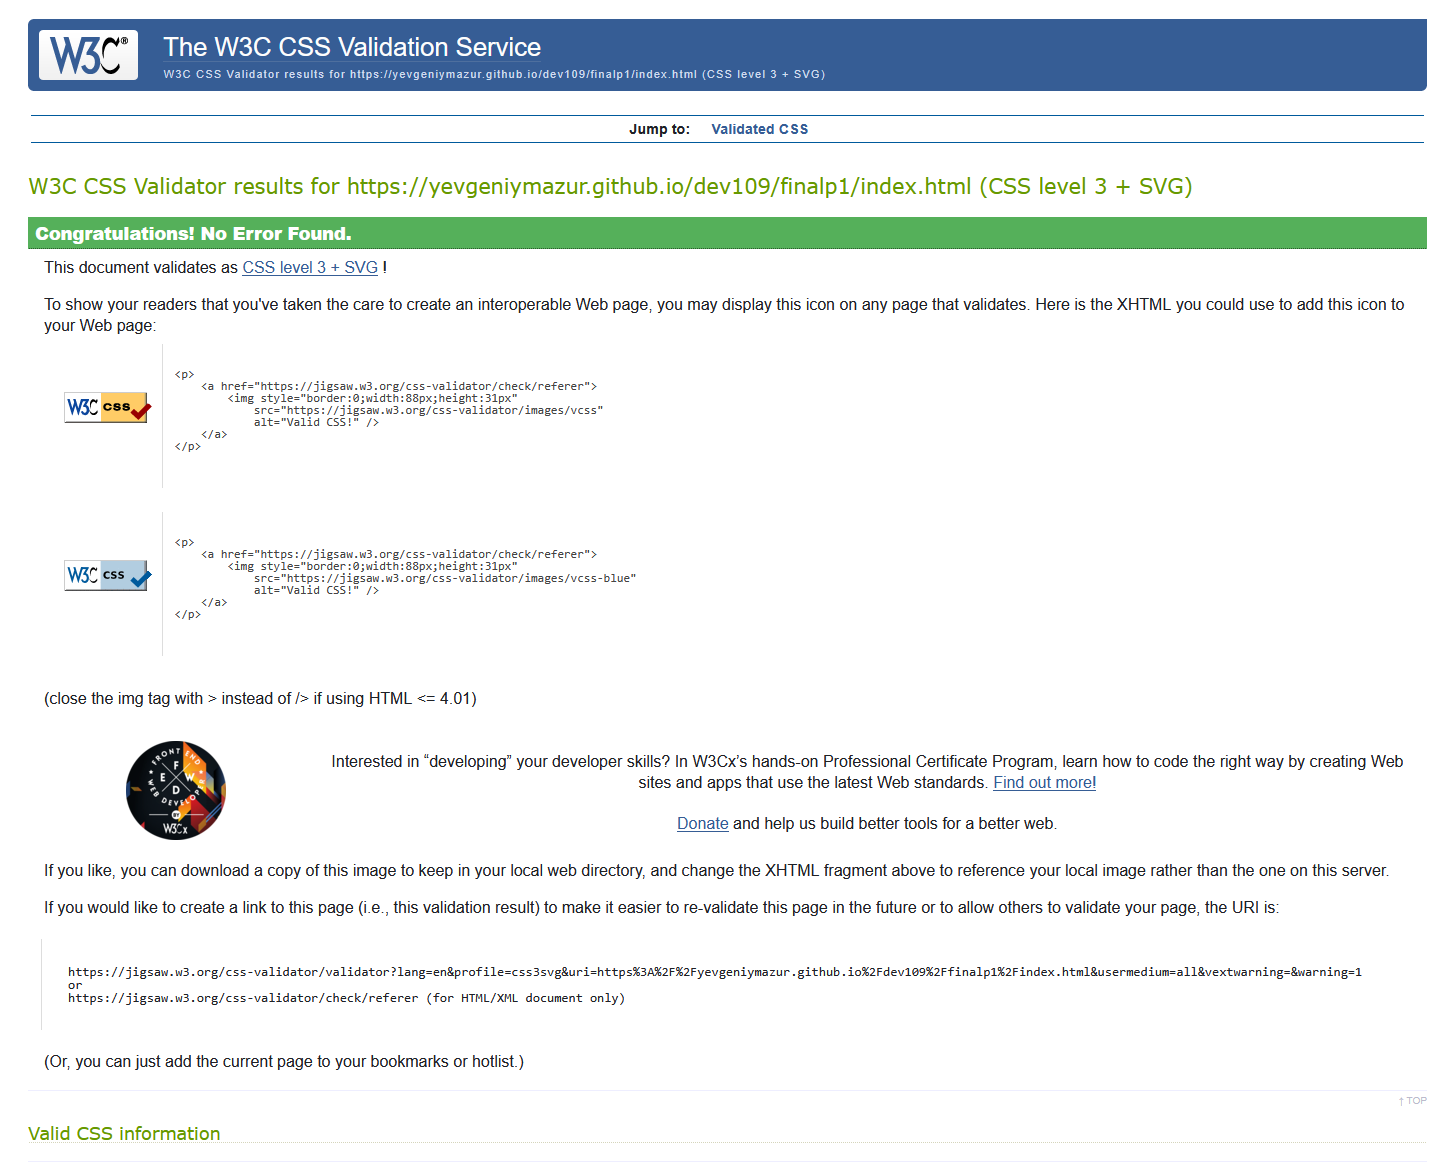 W3C®
The W3C CSS Validation Service
W3C CSS Validator results for https://yevgeniymazur.github.io/dev109/finalp1/index.html (CSS level 3 + SVG)
Jump to: Validated CSS
W3C CSS Validator results for https://yevgeniymazur.github.io/dev109/finalp1/index.html (CSS level 3 + SVG)
Congratulations! No Error Found.
This document validates as CSS level 3 + SVG !
To show your readers that you've taken the care to create an interoperable Web page, you may display this icon on any page that validates. Here is the XHTML you could use to add this icon to
your Web page:
W3C css
<p>
    <a href="https://jigsaw.w3.org/css-validator/check/referer">
        <img style="border:0;width:88px;height:31px"
            src="https://jigsaw.w3.org/css-validator/images/vcss"
            alt="Valid CSS!" />
    </a>
</p>
W3C css
<p>
    <a href="https://jigsaw.w3.org/css-validator/check/referer">
        <img style="border:0;width:88px;height:31px"
            src="https://jigsaw.w3.org/css-validator/images/vcss-blue"
            alt="Valid CSS!" />
    </a>
</p>
(close the img tag with > instead of /> if using HTML <= 4.01)
FRONT END
F
E W
D
WEB DEVELOPER
BY
W3Cx
Interested in “developing” your developer skills? In W3Cx’s hands-on Professional Certificate Program, learn how to code the right way by creating Web
sites and apps that use the latest Web standards. Find out more!
Donate and help us build better tools for a better web.
If you like, you can download a copy of this image to keep in your local web directory, and change the XHTML fragment above to reference your local image rather than the one on this server.
If you would like to create a link to this page (i.e., this validation result) to make it easier to re-validate this page in the future or to allow others to validate your page, the URI is:
https://jigsaw.w3.org/css-validator/validator?lang=en&profile=css3svg&uri=https%3A%2F%2Fyevgeniymazur.github.io%2Fdev109%2Ffinalp1%2Findex.html&usermedium=all&vextwarning=&warning=1
or
https://jigsaw.w3.org/css-validator/check/referer (for HTML/XML document only)
(Or, you can just add the current page to your bookmarks or hotlist.)
↑ TOP
Valid CSS information